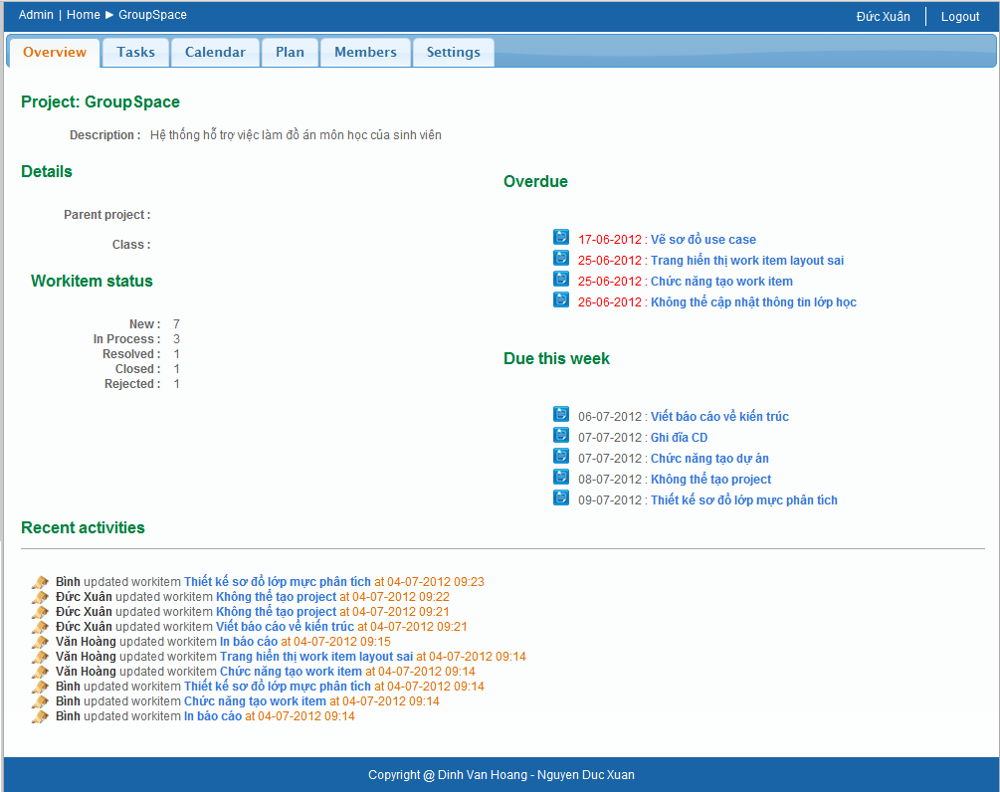 Admin | Home ► GroupSpace
Đức Xuân | Logout
Overview Tasks Calendar Plan Members Settings
Project: GroupSpace
Description : Hệ thống hỗ trợ việc làm đồ án môn học của sinh viên
Details
Parent project :
Class :
Workitem status
New : 7
In Process : 3
Resolved : 1
Closed : 1
Rejected : 1
Overdue
17-06-2012 : Vẽ sơ đồ use case
25-06-2012 : Trang hiển thị work item layout sai
25-06-2012 : Chức năng tạo work item
26-06-2012 : Không thể cập nhật thông tin lớp học
Due this week
06-07-2012 : Viết báo cáo về kiến trúc
07-07-2012 : Ghi đĩa CD
07-07-2012 : Chức năng tạo dự án
08-07-2012 : Không thể tạo project
09-07-2012 : Thiết kế sơ đồ lớp mực phân tích
Recent activities
Bình updated workitem Thiết kế sơ đồ lớp mực phân tích at 04-07-2012 09:23
Đức Xuân updated workitem Không thể tạo project at 04-07-2012 09:22
Đức Xuân updated workitem Không thể tạo project at 04-07-2012 09:21
Đức Xuân updated workitem Viết báo cáo về kiến trúc at 04-07-2012 09:21
Văn Hoàng updated workitem In báo cáo at 04-07-2012 09:15
Văn Hoàng updated workitem Trang hiển thị work item layout sai at 04-07-2012 09:14
Văn Hoàng updated workitem Chức năng tạo work item at 04-07-2012 09:14
Bình updated workitem Thiết kế sơ đồ lớp mực phân tích at 04-07-2012 09:14
Bình updated workitem Chức năng tạo work item at 04-07-2012 09:14
Bình updated workitem In báo cáo at 04-07-2012 09:14
Copyright @ Dinh Van Hoang - Nguyen Duc Xuan